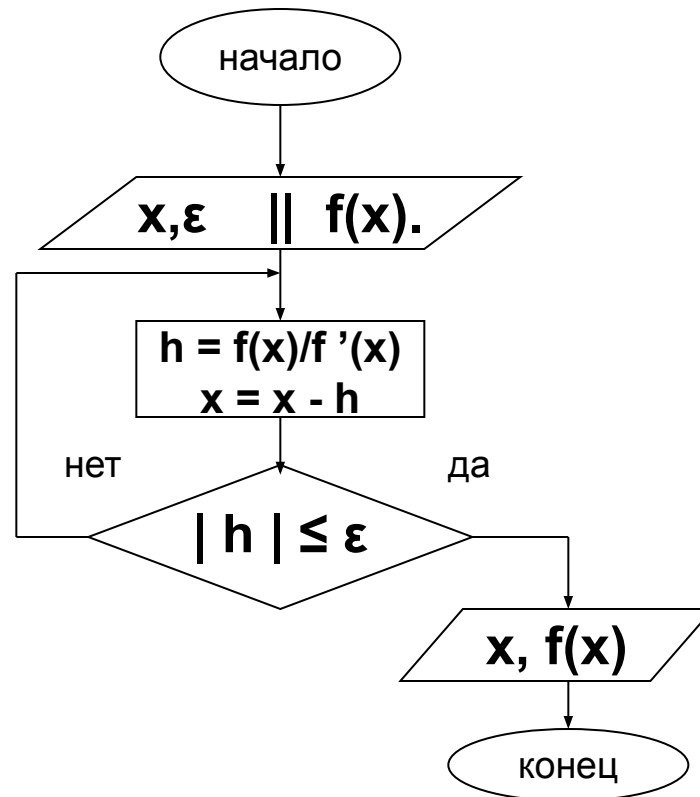 начало
x,ε || f(x).
h = f(x)/f ’(x)
x = x - h
нет
да
| h | ≤ ε
x, f(x)
конец